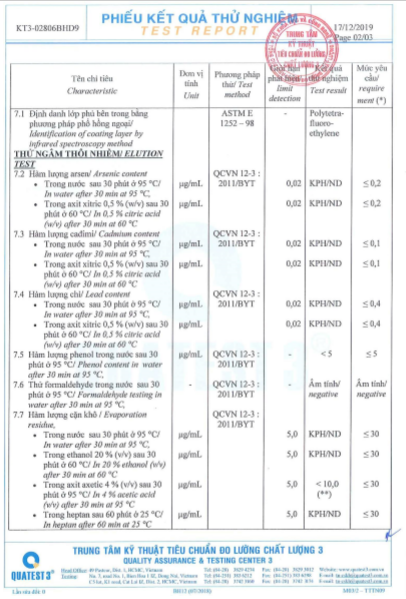 KT3-02806BHD9
PHIẾU KẾT QUẢ THỬ NGHIỆM
TEST REPORT
17/12/2019
Page 02/03
TRUNG TÂM
KỸ THUẬT
TIÊU CHUẨN ĐO LƯỜNG
CHẤT LƯỢNG 3
Tên chỉ tiêu
Characteristic
Đơn vị tính
Unit
Phương pháp thử/ Test method
Giới hạn phát hiện
limit detection
Kết quả thử nghiệm
Test result
Mức yêu cầu/ require ment (*)
7.1 Định danh lớp phủ bên trong bằng
phương pháp phổ hồng ngoại/
Identification of coating layer by
infrared spectroscopy method
ASTM E
1252 – 98
-
Polytetra-
fluoro-
ethylene
THỬ NGÂM THÔI NHIỄM/ ELUTION
TEST
7.2 Hàm lượng arsen/ Arsenic content
QCVN 12-3 :
2011/BYT
• Trong nước sau 30 phút ở 95 °C/ µg/mL 0,02 KPH/ND ≤ 0,2
In water after 30 min at 95 °C,
• Trong axit xitric 0,5 % (w/v) sau 30 µg/mL 0,02 KPH/ND ≤ 0,2
phút ở 60 °C/ In 0,5 % citric acid
(w/v) after 30 min at 60 °C
7.3 Hàm lượng cadimi/ Cadmium content
QCVN 12-3 :
2011/BYT
• Trong nước sau 30 phút ở 95 °C/ µg/mL 0,02 KPH/ND ≤ 0,1
In water after 30 min at 95 °C,
• Trong axit xitric 0,5 % (w/v) sau 30 µg/mL 0,02 KPH/ND ≤ 0,1
phút ở 60 °C/ In 0,5 % citric acid
(w/v) after 30 min at 60 °C
7.4 Hàm lượng chì/ Lead content
QCVN 12-3 :
2011/BYT
• Trong nước sau 30 phút ở 95 °C/ µg/mL 0,02 KPH/ND ≤ 0,4
In water after 30 min at 95 °C,
• Trong axit xitric 0,5 % (w/v) sau 30 µg/mL 0,02 KPH/ND ≤ 0,4
phút ở 60 °C/ In 0,5 % citric acid
(w/v) after 30 min at 60 °C
7.5 Hàm lượng phenol trong nước sau 30 µg/mL QCVN 12-3 : - < 5 ≤ 5
phút ở 95 °C/ Phenol content in water 2011/BYT
after 30 min at 95 °C,
7.6 Thử formaldehyde trong nước sau 30 - QCVN 12-3 : - Âm tính/ Âm tính/
phút ở 95 °C/ Formaldehyde testing in 2011/BYT negative negative
water after 30 min at 95 °C,
7.7 Hàm lượng cặn khô / Evaporation QCVN 12-3 :
residue, 2011/BYT
• Trong nước sau 30 phút ở 95 °C/ µg/mL 5,0 KPH/ND ≤ 30
In water after 30 min at 95 °C,
• Trong ethanol 20 % (v/v) sau 30 µg/mL 5,0 KPH/ND ≤ 30
phút ở 60 °C/ In 20 % ethanol (v/v)
after 30 min at 60 °C
• Trong axit axetic 4 % (v/v) sau 30 µg/mL 5,0 < 10,0 ≤ 30
phút ở 95 °C/ In 4 % acetic acid (**)
(v/v) after 30 min at 95 °C
• Trong heptan sau 60 phút ở 25 °C/ µg/mL 5,0 KPH/ND ≤ 30
In heptan after 60 min at 25 °C
QUATEST 3
TRUNG TÂM KỸ THUẬT TIÊU CHUẨN ĐO LƯỜNG CHẤT LƯỢNG 3
QUALITY ASSURANCE & TESTING CENTER 3
Head Office: 49 Pasteur, Dist. 1, HCMC, Vietnam
Testing:
QUATEST3®